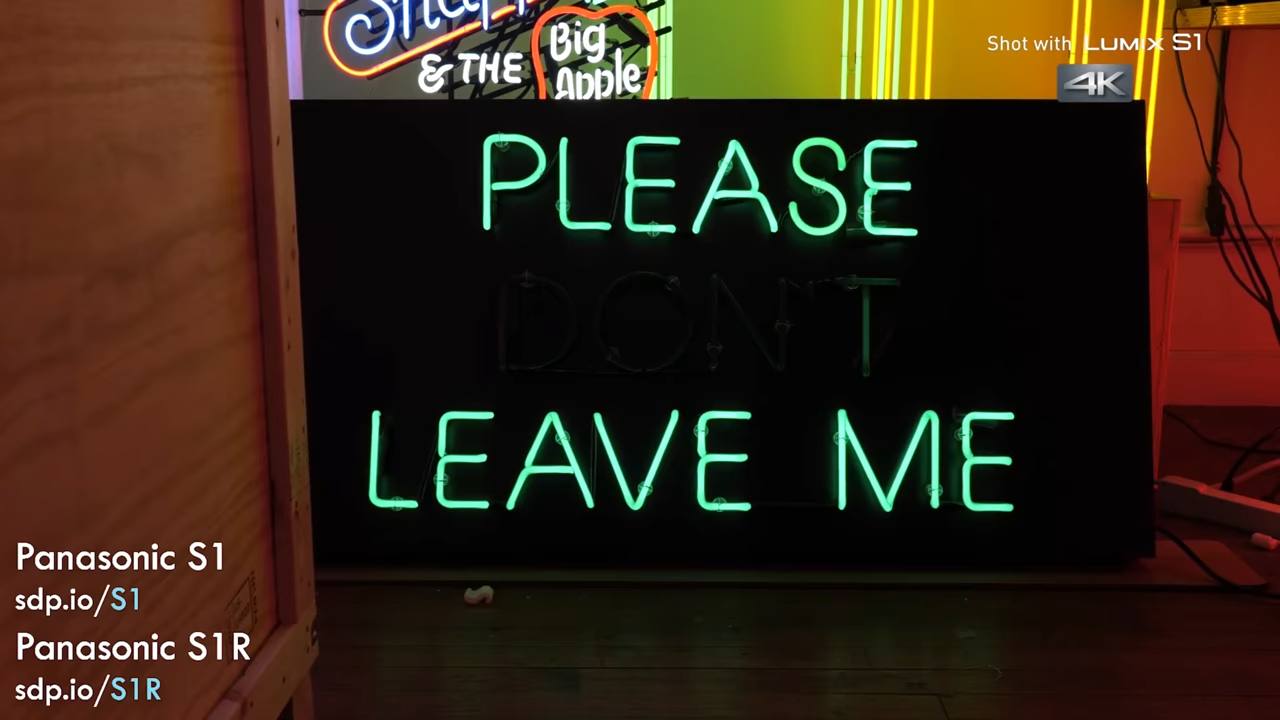 & THE
Big
Apple
Shot with LUMIX S1
4K
PLEASE
DON'T
LEAVE ME
Panasonic S1
sdp.io/S1
Panasonic S1R
sdp.io/S1R